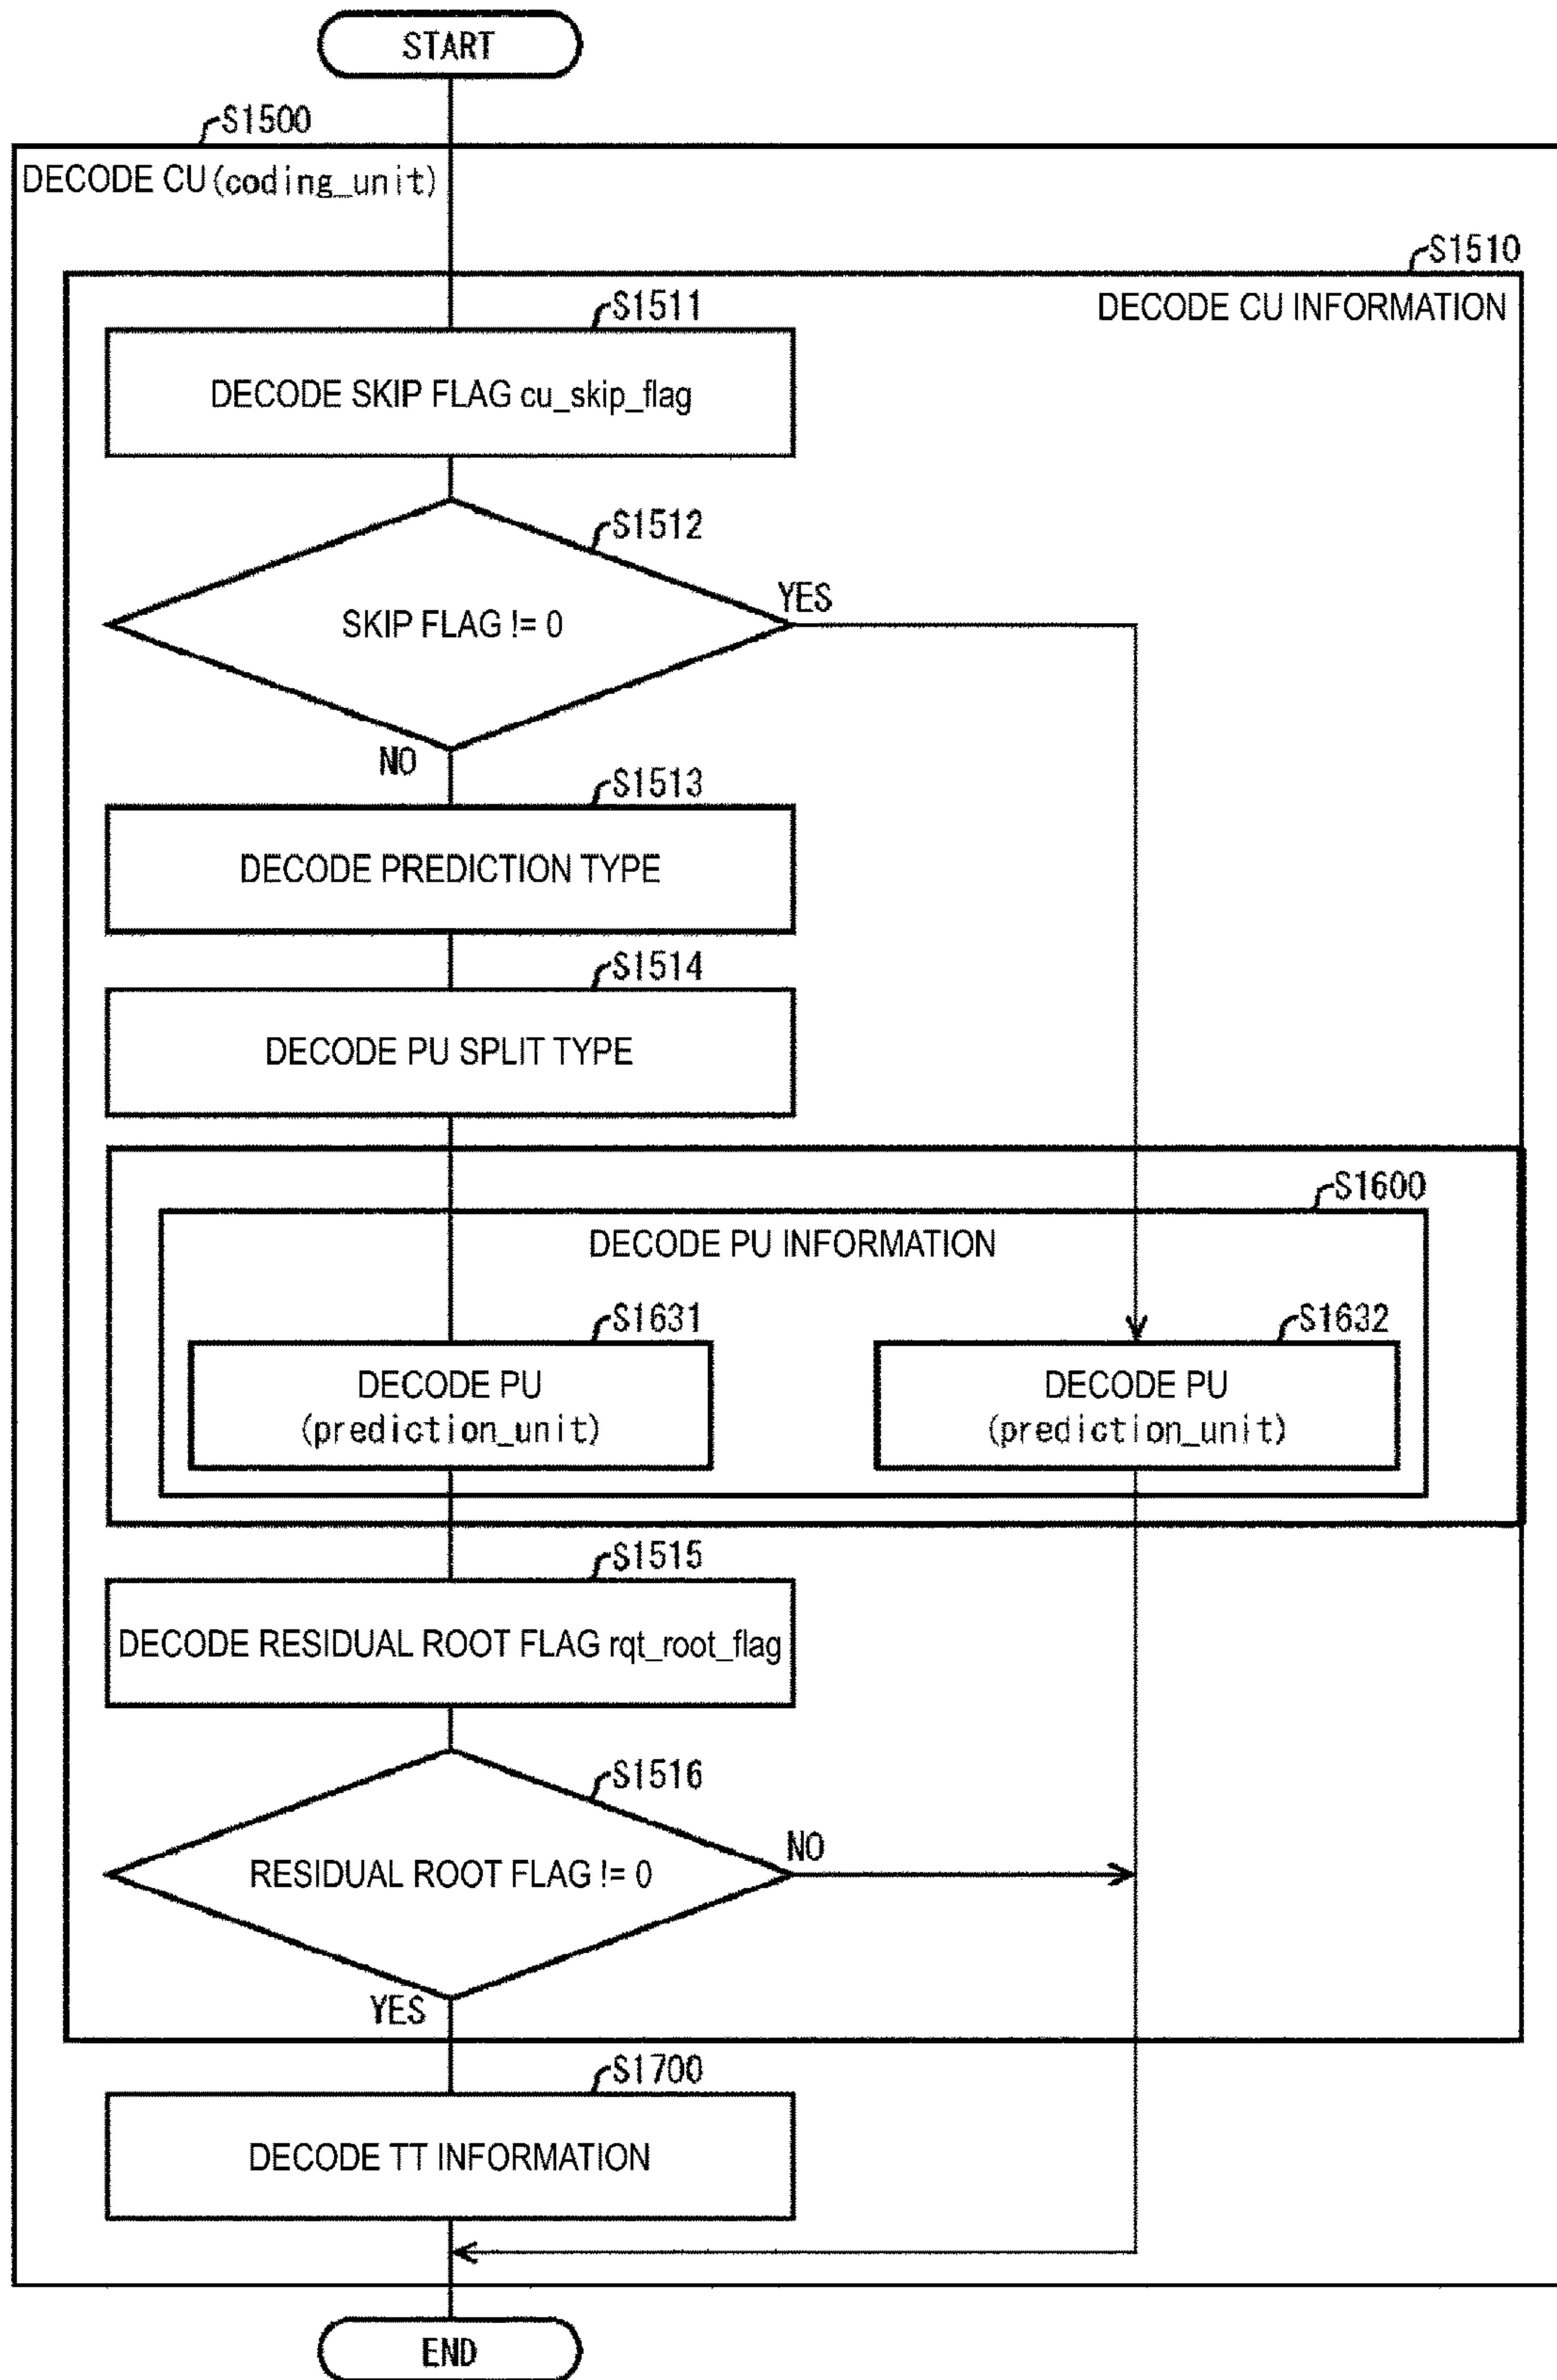 START
S1500
DECODE CU(coding_unit)
S1510
DECODE CU INFORMATION
S1511
DECODE SKIP FLAG cu_skip_flag
S1512
SKIP FLAG != 0
YES
NO
S1513
DECODE PREDICTION TYPE
S1514
DECODE PU SPLIT TYPE
S1600
DECODE PU INFORMATION
S1631
DECODE PU
(prediction_unit)
S1632
DECODE PU
(prediction_unit)
S1515
DECODE RESIDUAL ROOT FLAG rqt_root_flag
S1516
RESIDUAL ROOT FLAG != 0
NO
YES
S1700
DECODE TT INFORMATION
END